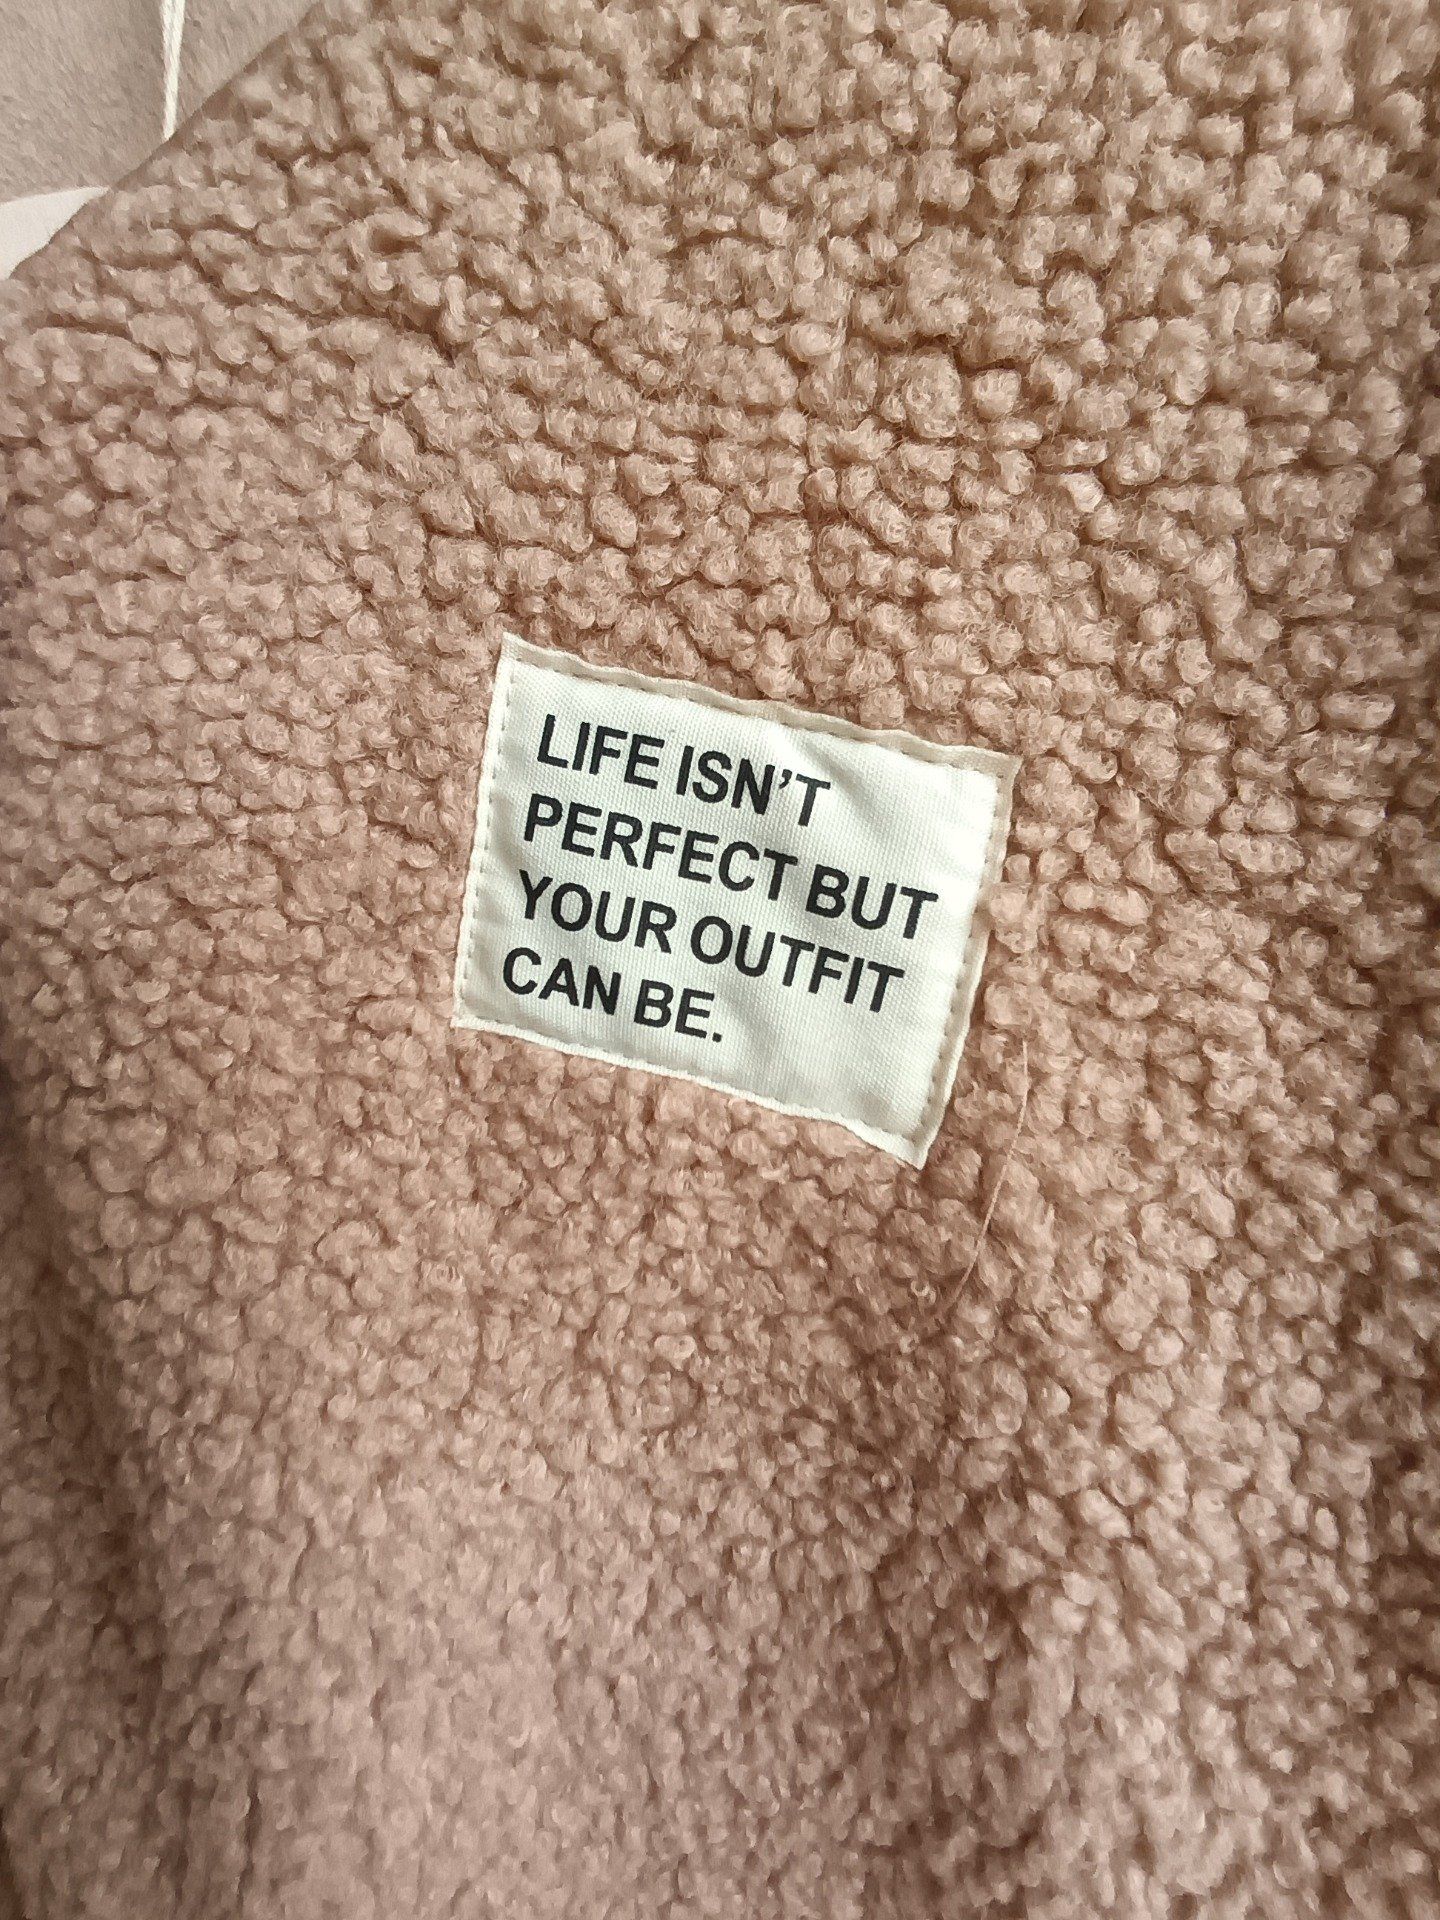 LIFE ISN’T
PERFECT BUT
YOUR OUTFIT
CAN BE.